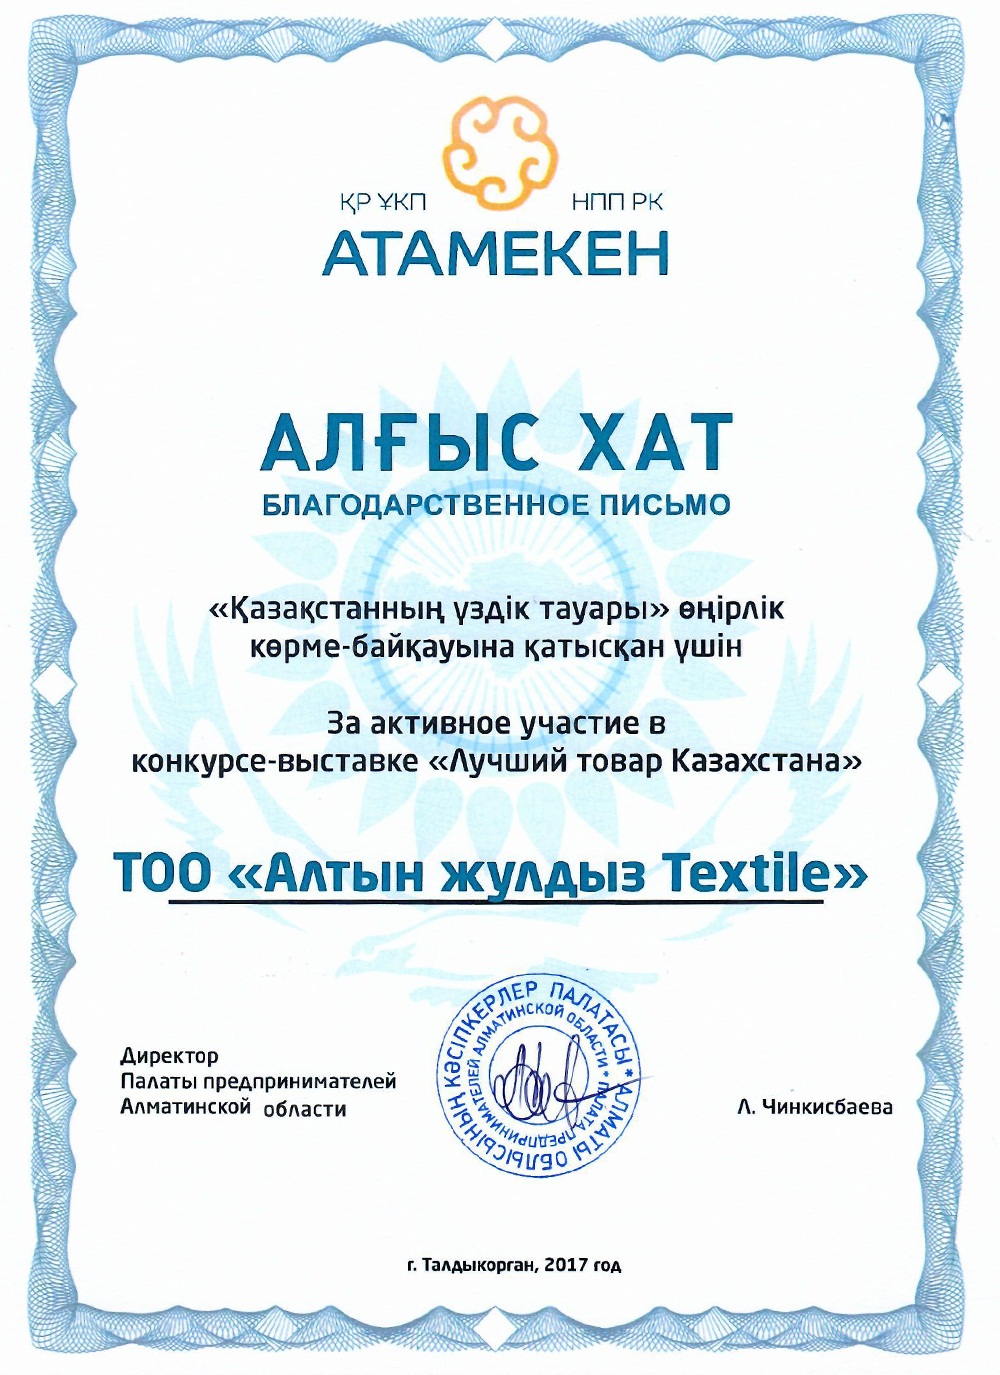 ҚР ҰКП НПП РК
АТАМЕКЕН
АЛҒЫС ХАТ
БЛАГОДАРСТВЕННОЕ ПИСЬМО
«Қазақстанның үздік тауары» өңірлік
көрме-байқауына қатысқан үшін
За активное участие в
конкурсе-выставке «Лучший товар Казахстана»
ТОО «Алтын жулдыз Textile»
Директор
Палаты предпринимателей
Алматинской области
АЛМАТЫ ОБЛЫСЫНЫҢ КӘСІПКЕРЛЕР ПАЛАТАСЫ *
ПАЛАТА ПРЕДПРИНИМАТЕЛЕЙ АЛМАТИНСКОЙ ОБЛАСТИ *
Л. Чинкисбаева
г. Талдыкорган, 2017 год